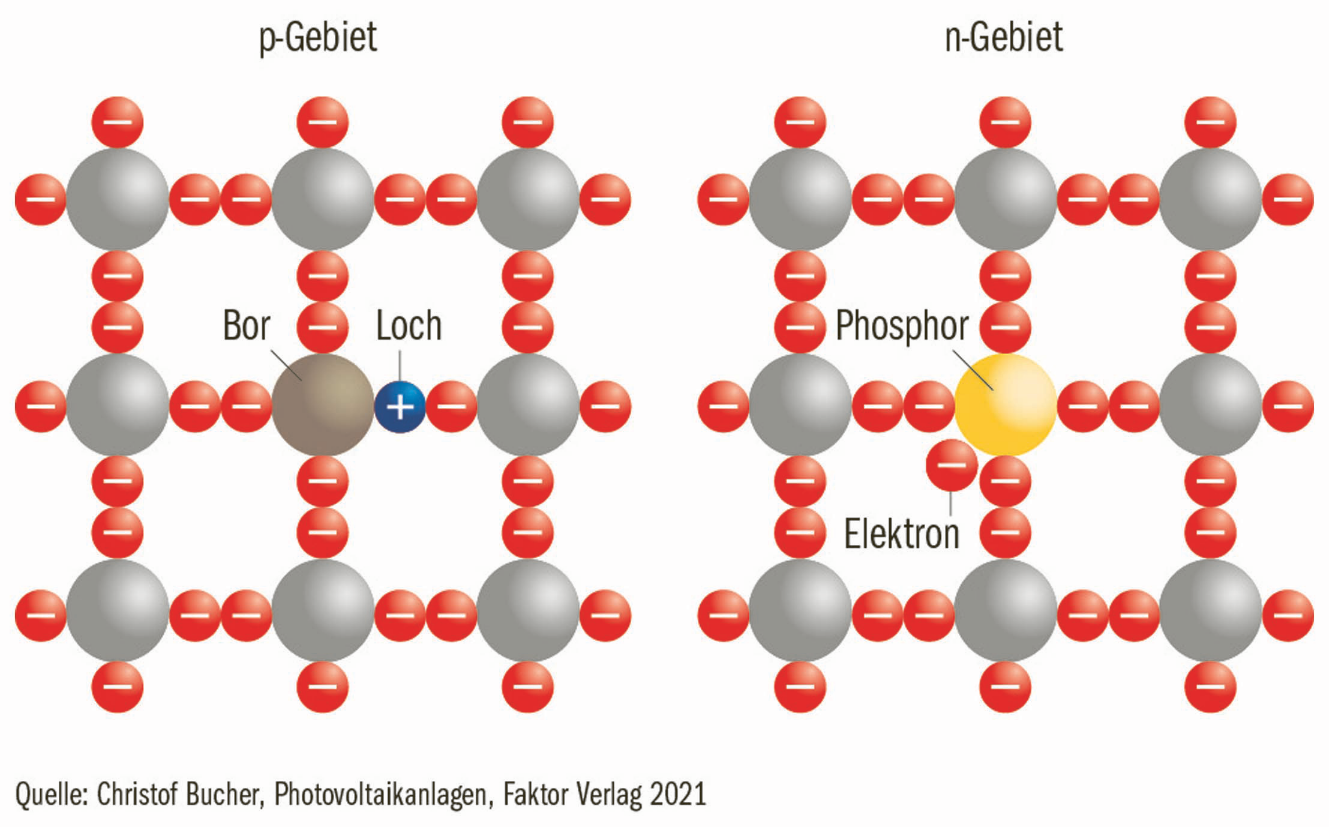 p-Gebiet
n-Gebiet
Bor
Loch
Phosphor
Elektron
Quelle: Christof Bucher, Photovoltaikanlagen, Faktor Verlag 2021